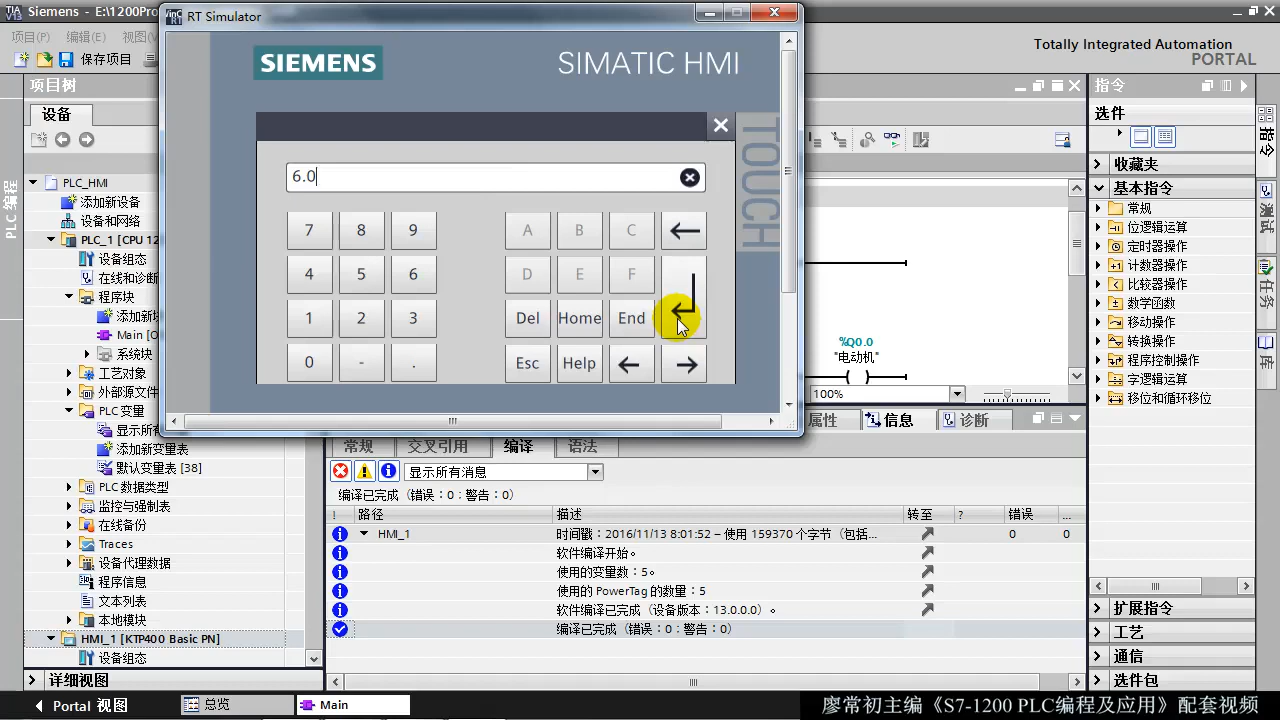 Siemens - E:\1200Pro
RT Simulator
项目(P) 编辑(E) 视图(V)
保存项目
Totally Integrated Automation
PORTAL
SIEMENS
SIMATIC HMI
TOUCH
6.0
7 8 9 A B C
4 5 6 D E F
1 2 3 Del Home End
0 - . Esc Help
项目树
设备
PLC 编程
PLC_HMI
添加新设备
设备和网络
PLC_1 [CPU 12
设备组态
在线和诊断
程序块
添加新块
Main [O
系统块
工艺对象
外部源文件
PLC 变量
显示所有
添加新变量表
默认变量表 [38]
PLC 数据类型
监控与强制表
在线备份
Traces
设备代理数据
程序信息
文本列表
本地模块
HMI_1 [KTP400 Basic PN]
设备组态
详细视图
%Q0.0
"电动机"
100%
属性 信息 诊断
常规 交叉引用 编译 语法
显示所有消息
编译已完成（错误：0；警告：0）
! 路径 描述 转至 ? 错误 ...
HMI_1 时间戳：2016/11/13 8:01:52 – 使用 159370 个字节（包括... 0 0
软件编译开始。
使用的变量数：5。
使用的 PowerTag 的数量：5
软件编译已完成（设备版本：13.0.0.0）。
编译已完成（错误：0；警告：0）
指令
选件
收藏夹
基本指令
常规
位逻辑运算
定时器操作
计数器操作
比较器操作
数学函数
移动操作
转换操作
程序控制操作
字逻辑运算
移位和循环移位
扩展指令
工艺
通信
选件包
指令
测试
任务
库
Portal 视图 总览 Main
廖常初主编《S7-1200 PLC编程及应用》配套视频